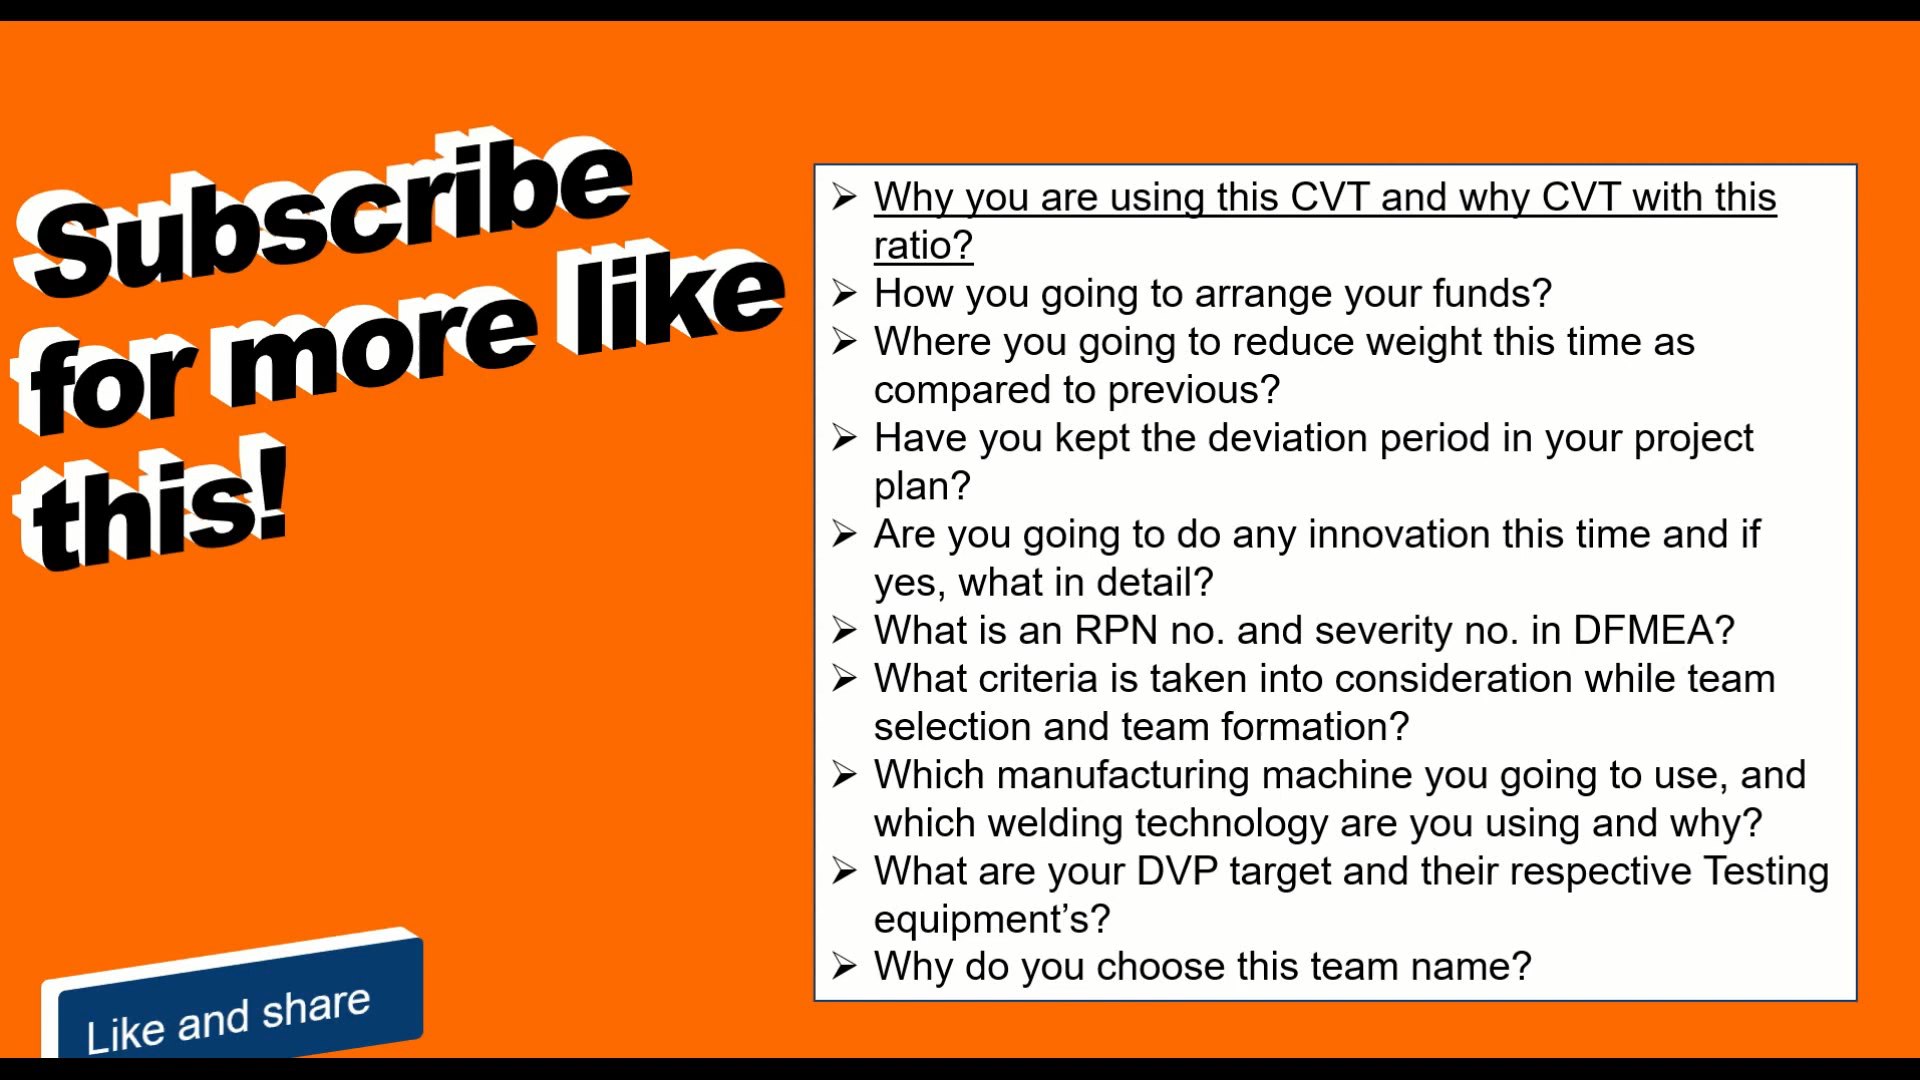 Subscribe
for more like
this!
Like and share
➢ Why you are using this CVT and why CVT with this
ratio?
➢ How you going to arrange your funds?
➢ Where you going to reduce weight this time as
compared to previous?
➢ Have you kept the deviation period in your project
plan?
➢ Are you going to do any innovation this time and if
yes, what in detail?
➢ What is an RPN no. and severity no. in DFMEA?
➢ What criteria is taken into consideration while team
selection and team formation?
➢ Which manufacturing machine you going to use, and
which welding technology are you using and why?
➢ What are your DVP target and their respective Testing
equipment’s?
➢ Why do you choose this team name?